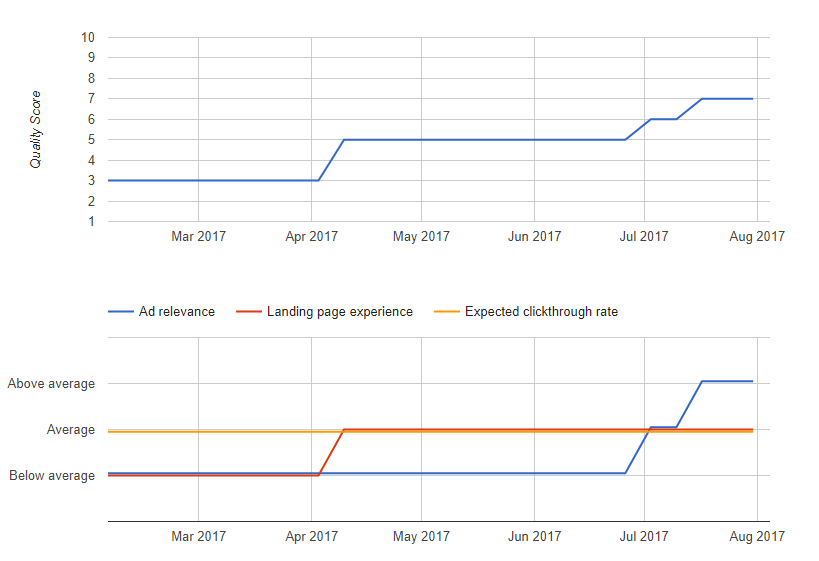 10
9
8
7
6
5
4
3
2
1
Quality Score
Mar 2017 Apr 2017 May 2017 Jun 2017 Jul 2017 Aug 2017
Ad relevance Landing page experience Expected clickthrough rate
Above average
Average
Below average
Mar 2017 Apr 2017 May 2017 Jun 2017 Jul 2017 Aug 2017